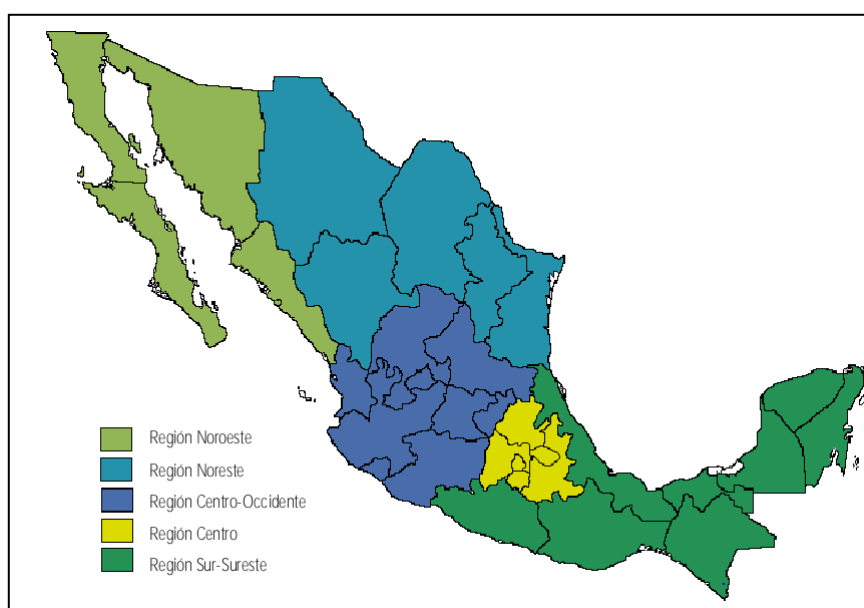 Región Noroeste
Región Noreste
Región Centro-Occidente
Región Centro
Región Sur-Sureste